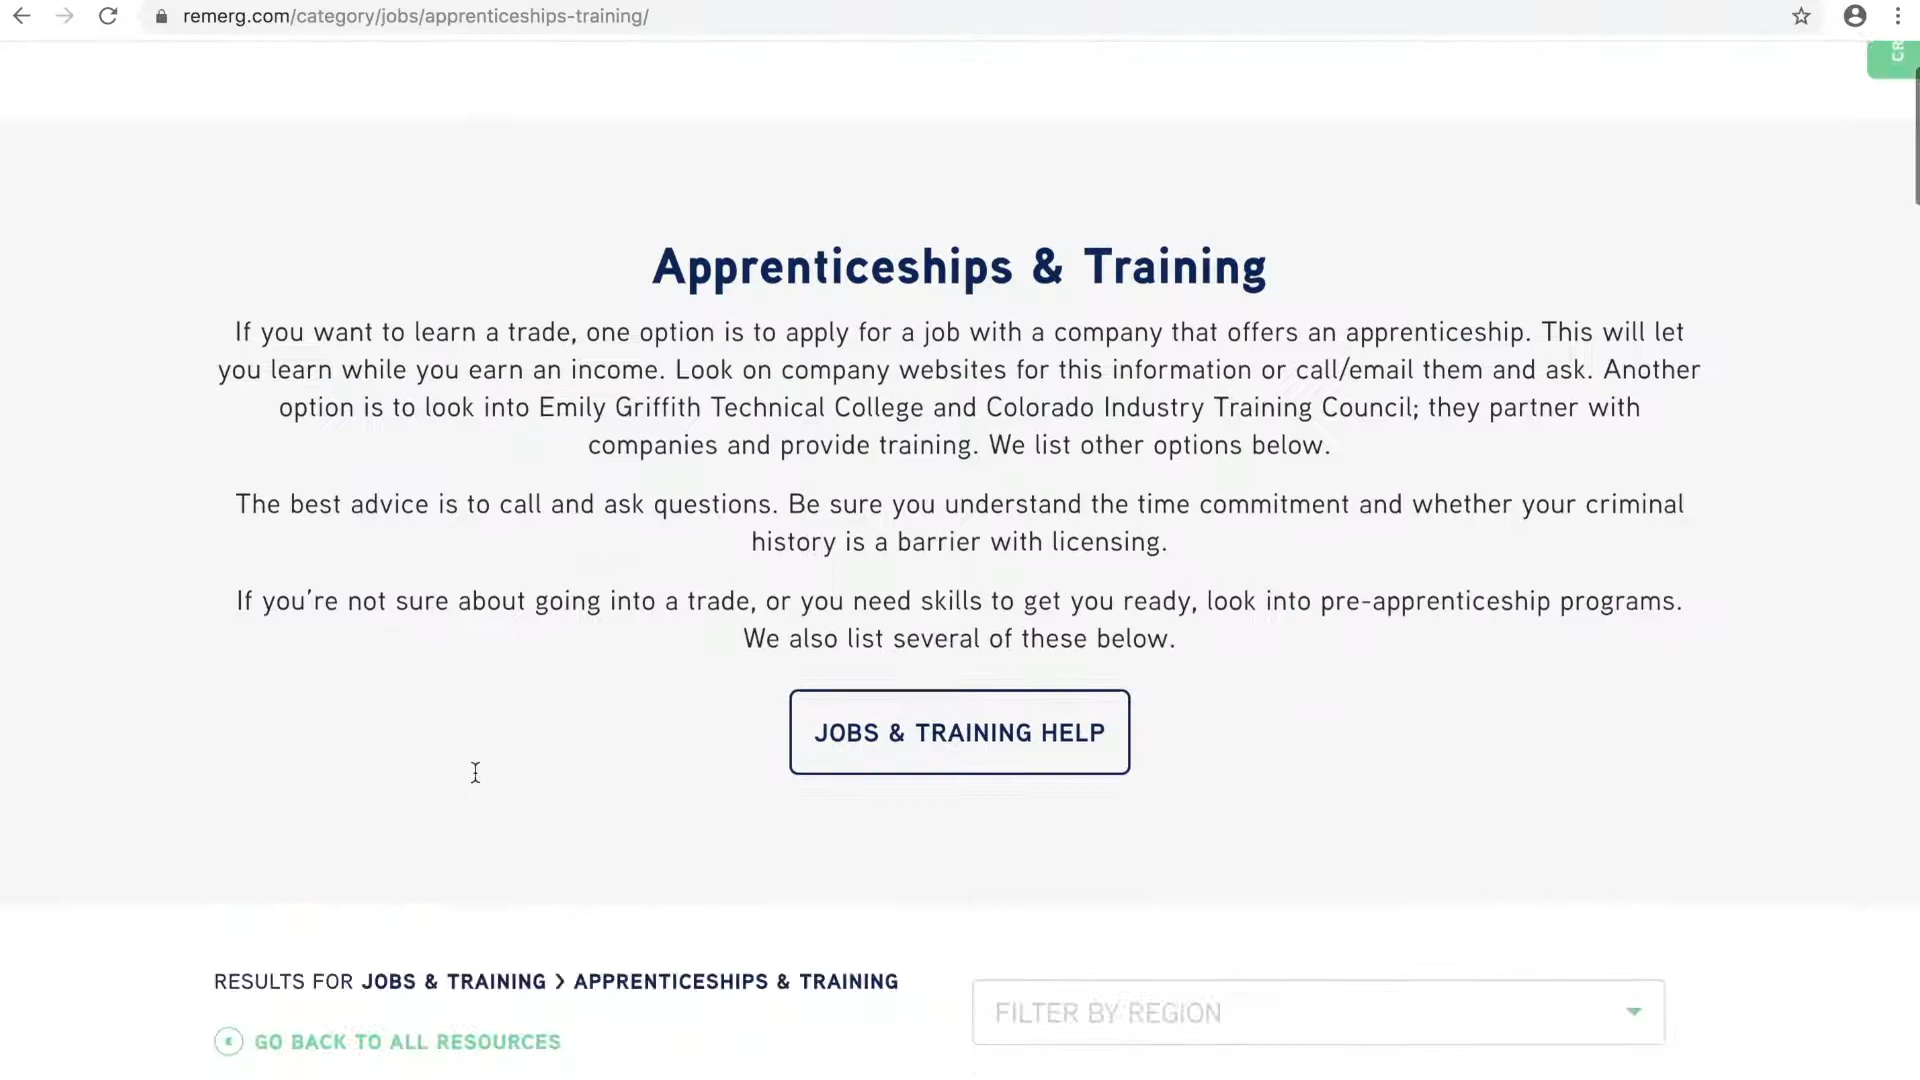 remerg.com/category/jobs/apprenticeships-training/
CR
Apprenticeships & Training
If you want to learn a trade, one option is to apply for a job with a company that offers an apprenticeship. This will let
you learn while you earn an income. Look on company websites for this information or call/email them and ask. Another
option is to look into Emily Griffith Technical College and Colorado Industry Training Council; they partner with
companies and provide training. We list other options below.
The best advice is to call and ask questions. Be sure you understand the time commitment and whether your criminal
history is a barrier with licensing.
If you’re not sure about going into a trade, or you need skills to get you ready, look into pre-apprenticeship programs.
We also list several of these below.
JOBS & TRAINING HELP
RESULTS FOR JOBS & TRAINING > APPRENTICESHIPS & TRAINING
FILTER BY REGION
GO BACK TO ALL RESOURCES